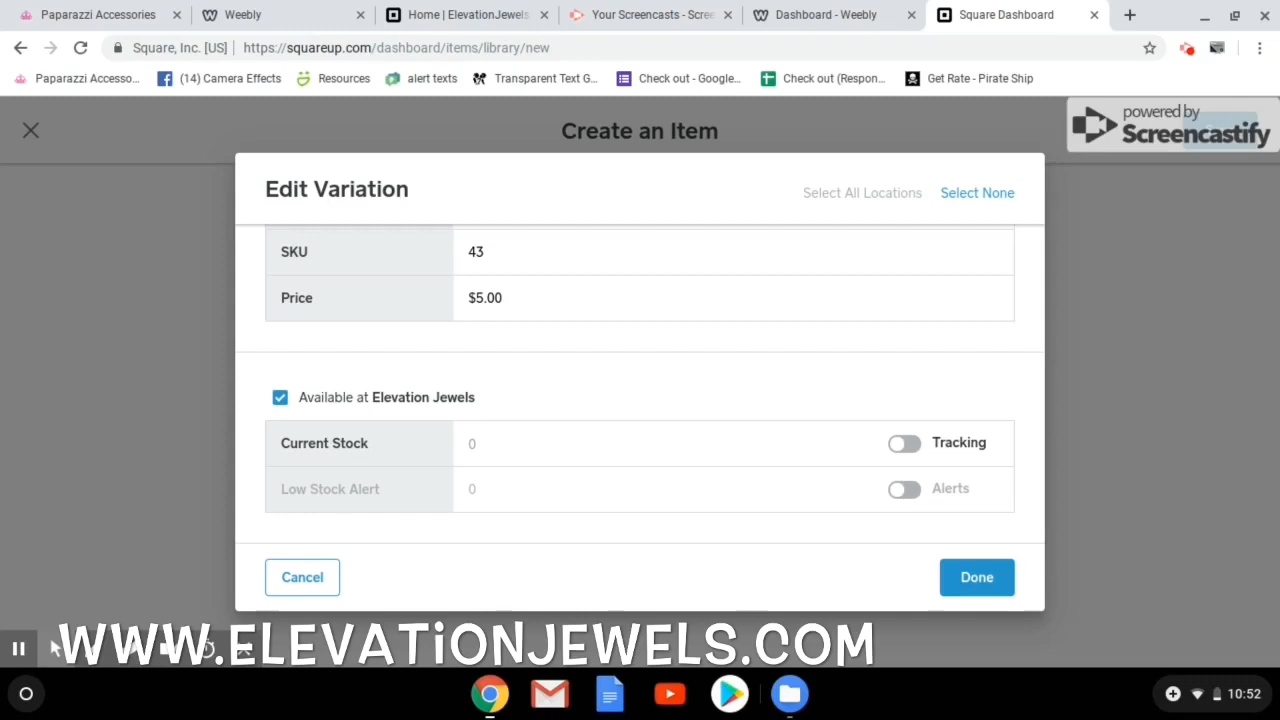 Paparazzi Accessories
Weebly
Home | ElevationJewels
Your Screencasts - Scree
Dashboard - Weebly
Square Dashboard
Square, Inc. [US] | https://squareup.com/dashboard/items/library/new
Paparazzi Accesso...
(14) Camera Effects
Resources
alert texts
Transparent Text G...
Check out - Google...
Check out (Respon...
Get Rate - Pirate Ship
Create an Item
powered by
Screencastify
Edit Variation
Select All Locations
Select None
SKU
43
Price
$5.00
Available at Elevation Jewels
Current Stock
0
Tracking
Low Stock Alert
0
Alerts
Cancel
Done
WWW.ELEVATiONJEWELS.COM
10:52